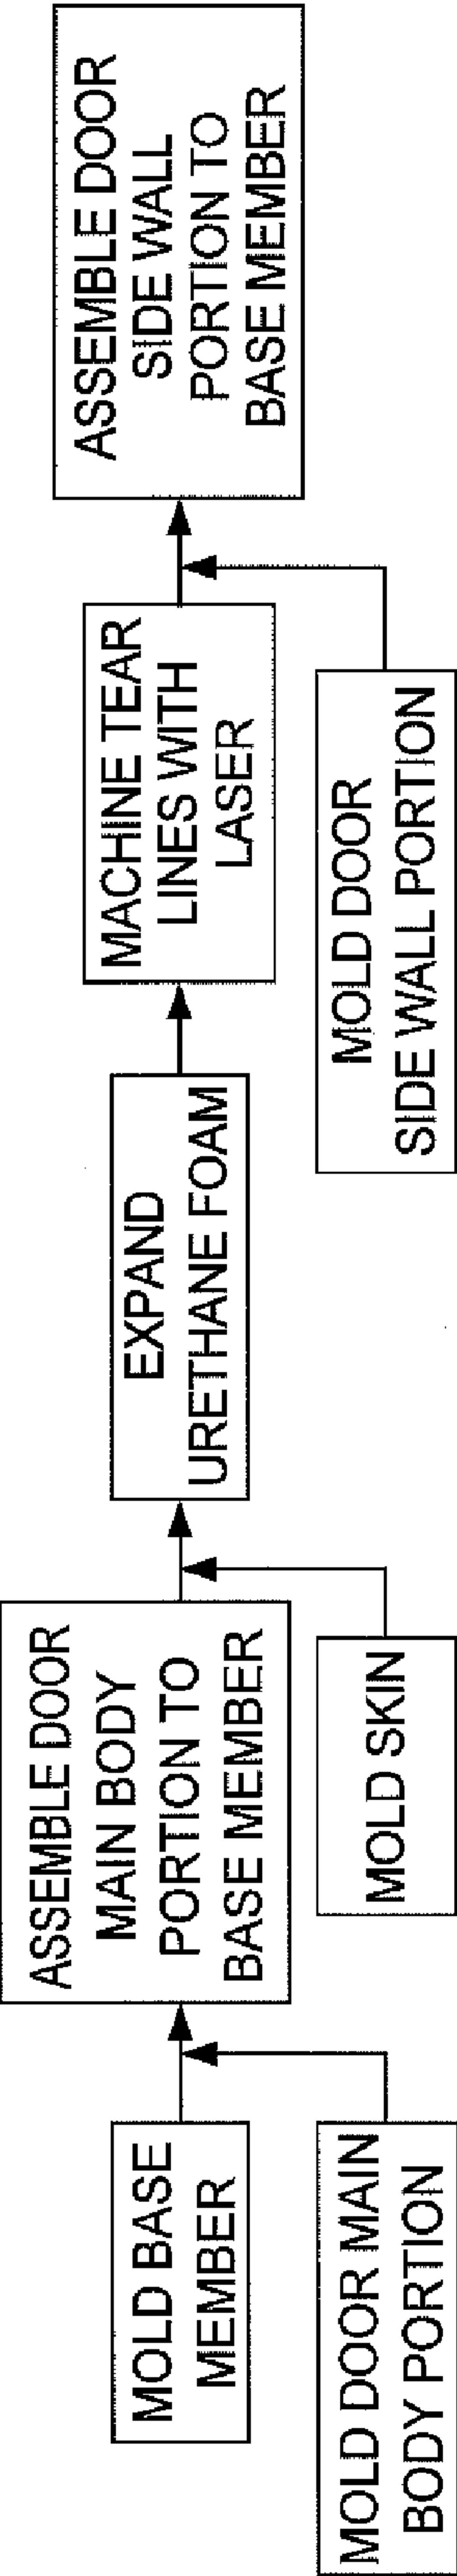 MOLD BASE
MEMBER
MOLD DOOR MAIN
BODY PORTION
ASSEMBLE DOOR
MAIN BODY
PORTION TO
BASE MEMBER
MOLD SKIN
EXPAND
URETHANE FOAM
MACHINE TEAR
LINES WITH
LASER
MOLD DOOR
SIDE WALL PORTION
ASSEMBLE DOOR
SIDE WALL
PORTION TO
BASE MEMBER